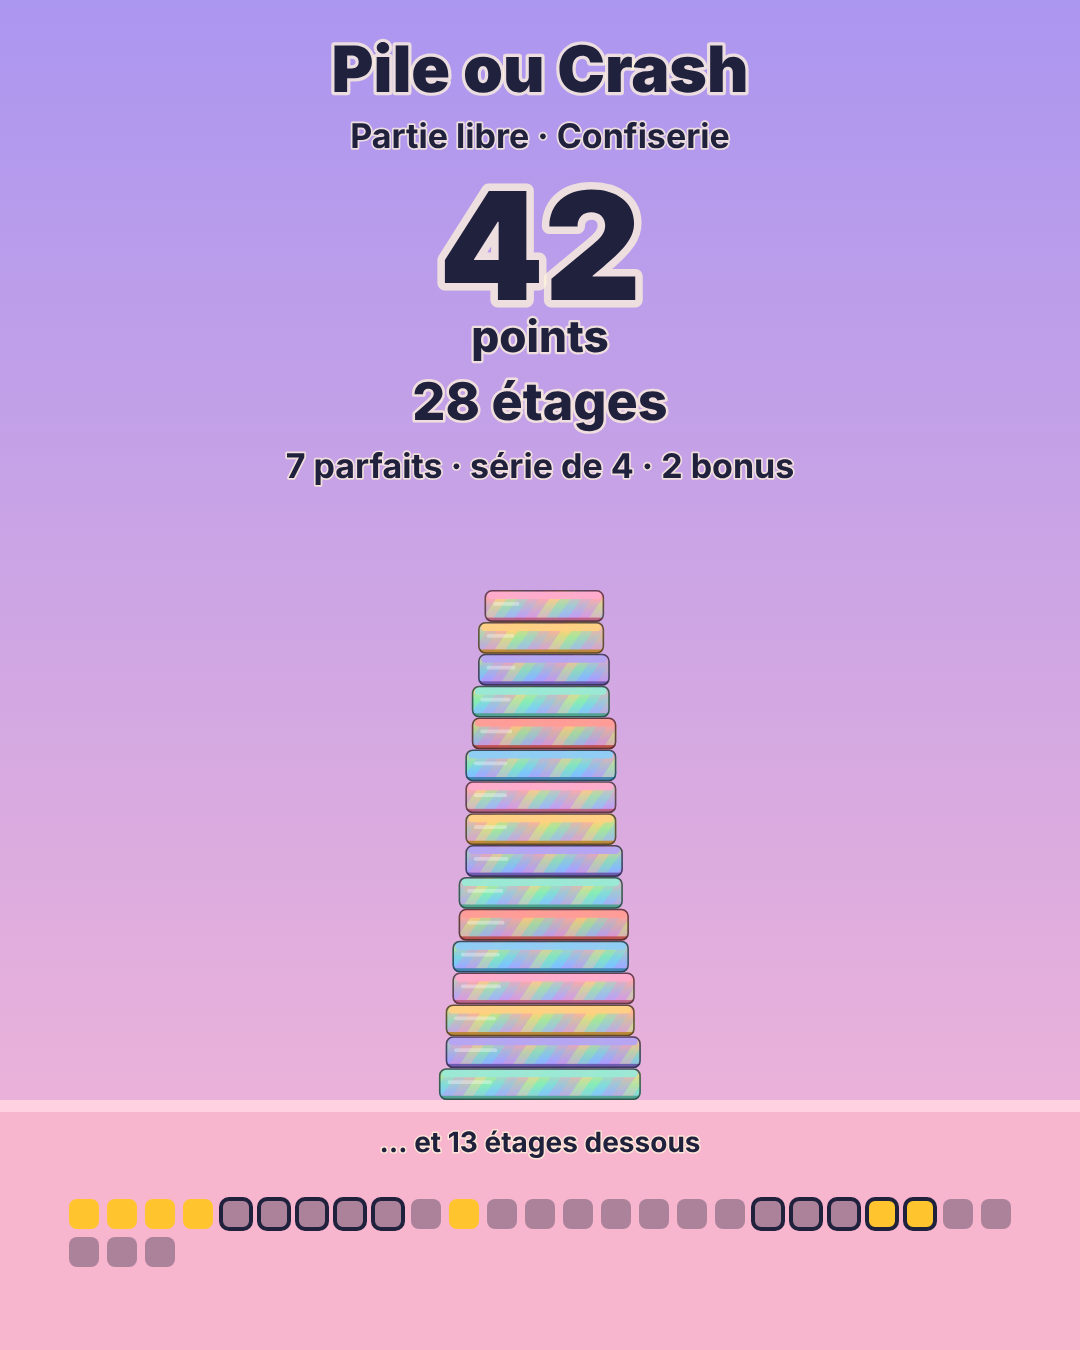 Pile ou Crash
Partie libre · Confiserie
42
points
28 étages
7 parfaits · série de 4 · 2 bonus
... et 13 étages dessous